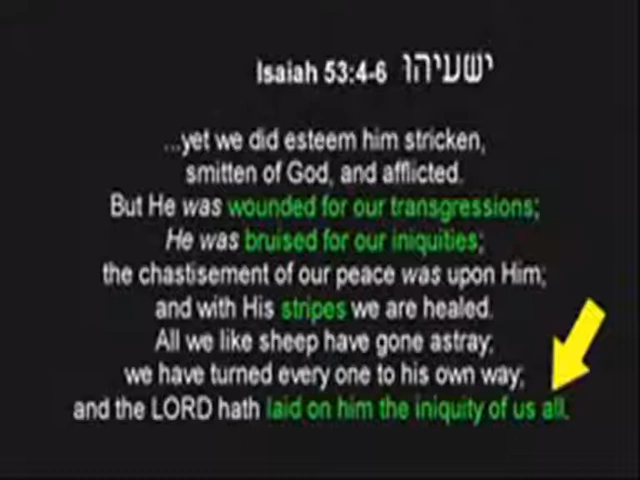 Isaiah 53:4-6 ישעיהו
...yet we did esteem him stricken,
smitten of God, and afflicted.
But He was wounded for our transgressions;
He was bruised for our iniquities;
the chastisement of our peace was upon Him;
and with His stripes we are healed.
All we like sheep have gone astray;
we have turned every one to his own way;
and the LORD hath laid on him the iniquity of us all.